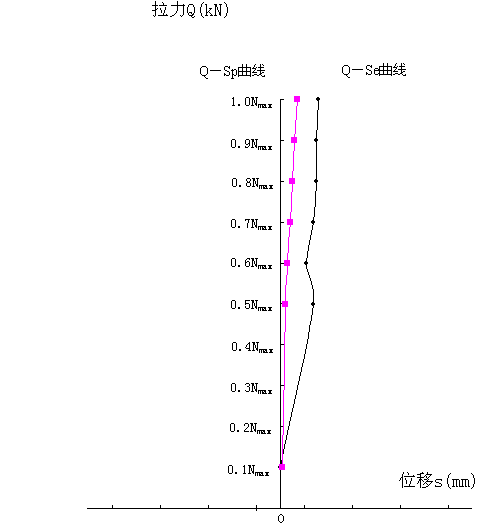 拉力Q(kN)
Q－Sp曲线
Q－Se曲线
1.0Nmax
0.9Nmax
0.8Nmax
0.7Nmax
0.6Nmax
0.5Nmax
0.4Nmax
0.3Nmax
0.2Nmax
0.1Nmax
位移s(mm)
0